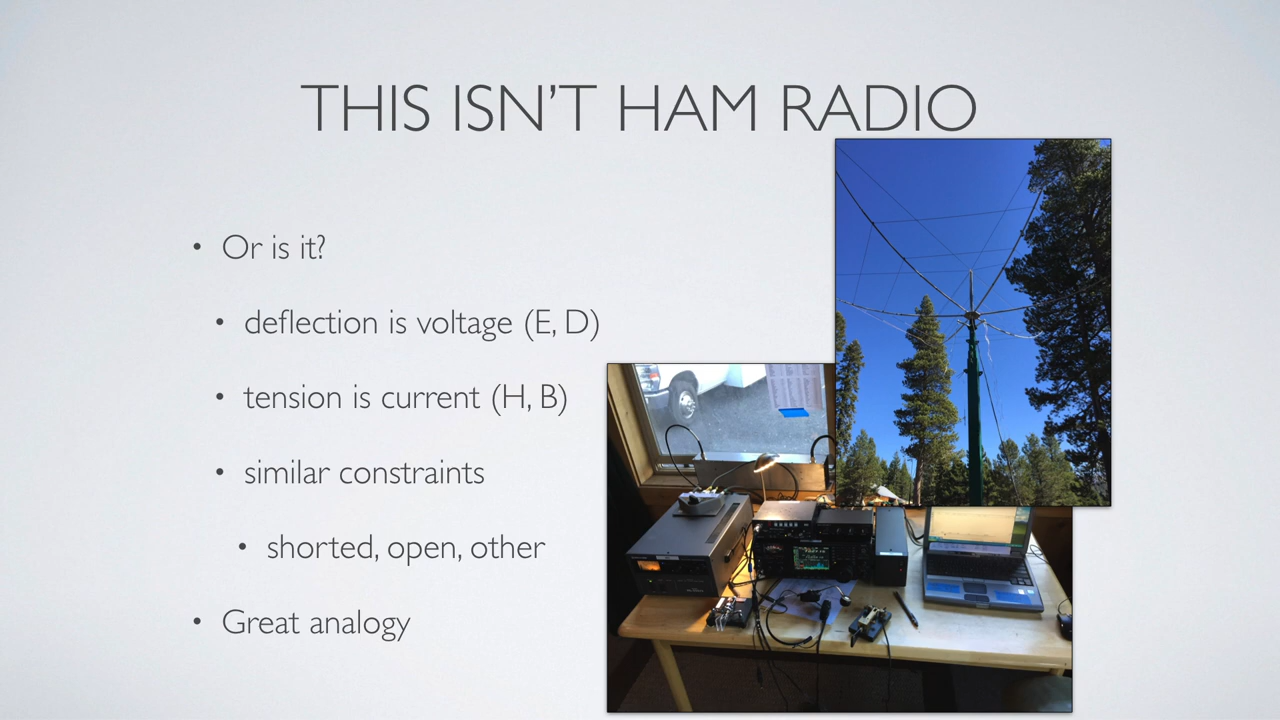 THIS ISN'T HAM RADIO
• Or is it?
• deflection is voltage (E, D)
• tension is current (H, B)
• similar constraints
• shorted, open, other
• Great analogy